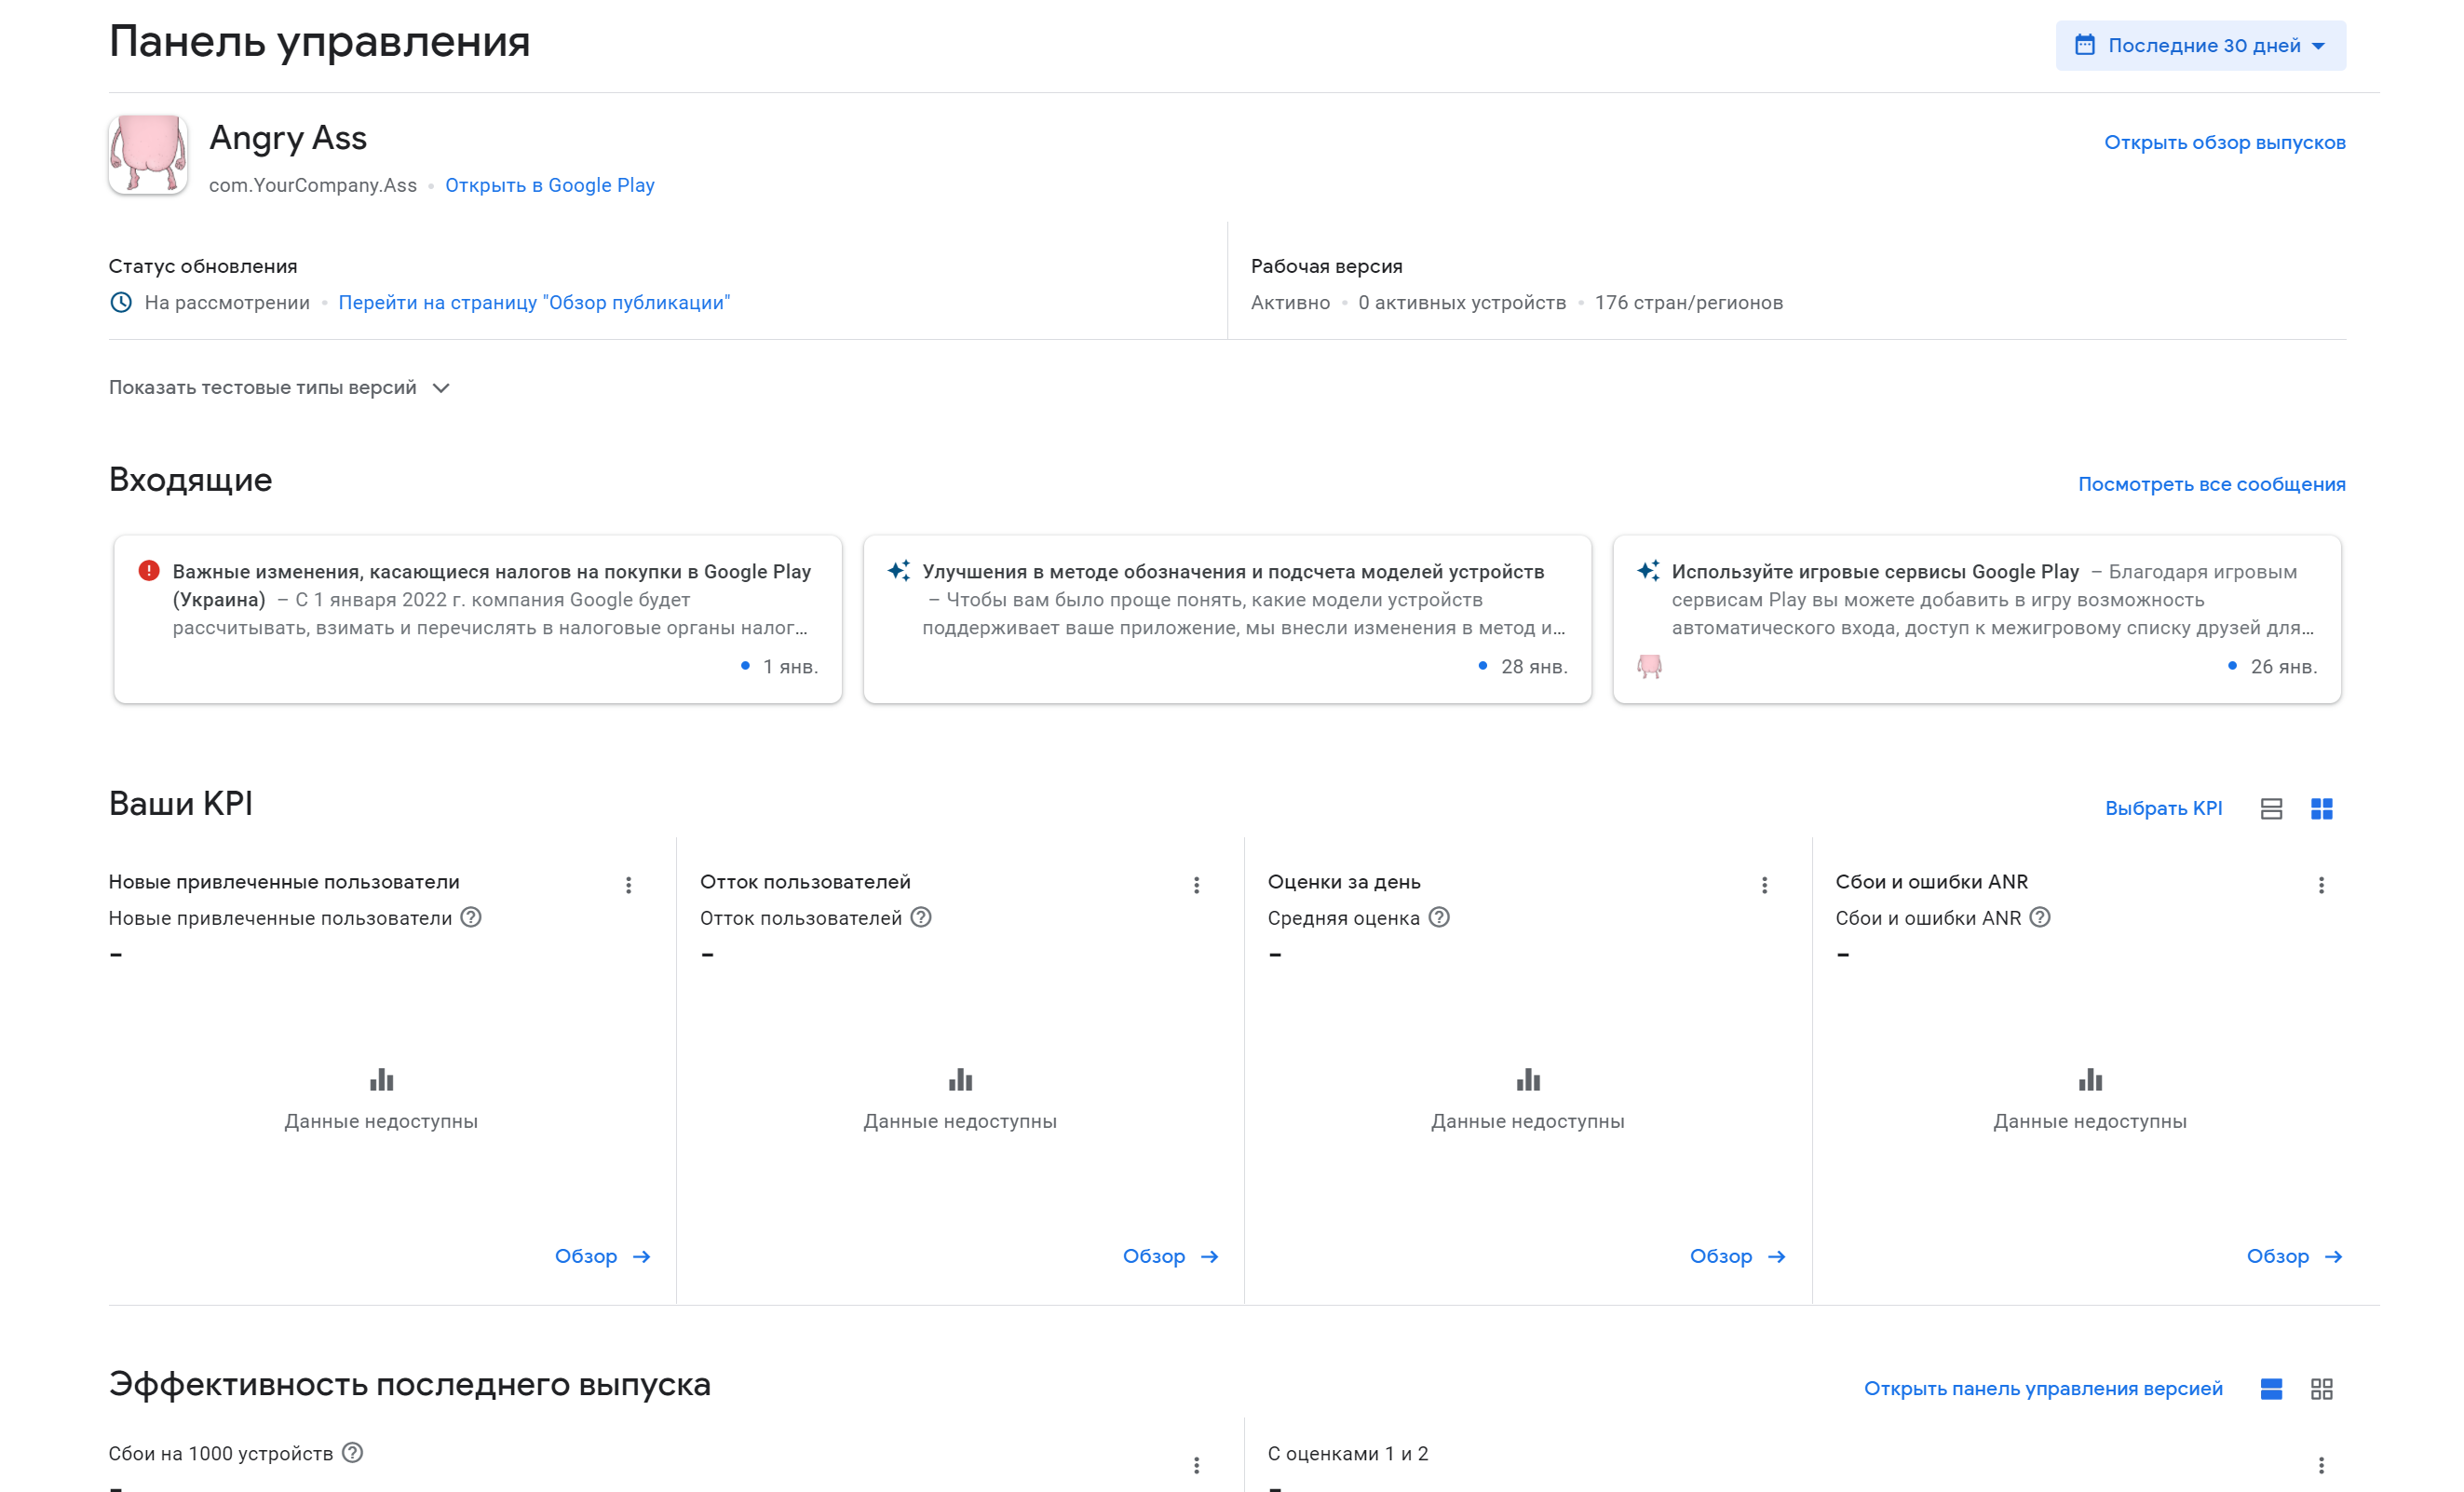 Панель управления
Последние 30 дней
Angry Ass
Открыть обзор выпусков
com.YourCompany.Ass • Открыть в Google Play
Статус обновления
На рассмотрении • Перейти на страницу "Обзор публикации"
Рабочая версия
Активно • 0 активных устройств • 176 стран/регионов
Показать тестовые типы версий
Входящие
Посмотреть все сообщения
Важные изменения, касающиеся налогов на покупки в Google Play
(Украина) – С 1 января 2022 г. компания Google будет
рассчитывать, взимать и перечислять в налоговые органы налог…
1 янв.
Улучшения в методе обозначения и подсчета моделей устройств
– Чтобы вам было проще понять, какие модели устройств
поддерживает ваше приложение, мы внесли изменения в метод и…
28 янв.
Используйте игровые сервисы Google Play – Благодаря игровым
сервисам Play вы можете добавить в игру возможность
автоматического входа, доступ к межигровому списку друзей для…
26 янв.
Ваши KPI
Выбрать KPI
Новые привлеченные пользователи
Новые привлеченные пользователи
–
Данные недоступны
Обзор
Отток пользователей
Отток пользователей
–
Данные недоступны
Обзор
Оценки за день
Средняя оценка
–
Данные недоступны
Обзор
Сбои и ошибки ANR
Сбои и ошибки ANR
–
Данные недоступны
Обзор
Эффективность последнего выпуска
Открыть панель управления версией
Сбои на 1000 устройств
–
С оценками 1 и 2
–